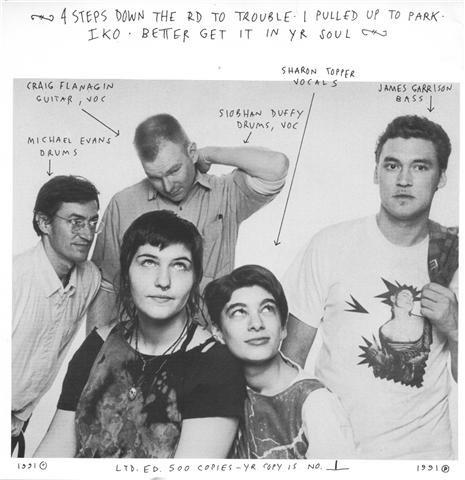 4 STEPS DOWN THE RD TO TROUBLE · I PULLED UP TO PARK ·
IKO · BETTER GET IT IN YR SOUL
SHARON TOPPER
VOCALS
CRAIG FLANAGIN
GUITAR, VOC
JAMES GARRISON
BASS
SIOBHAN DUFFY
DRUMS, VOC
MICHAEL EVANS
DRUMS
1991 ©
LTD. ED. 500 COPIES - YR COPY IS NO. 1
1991 ℗